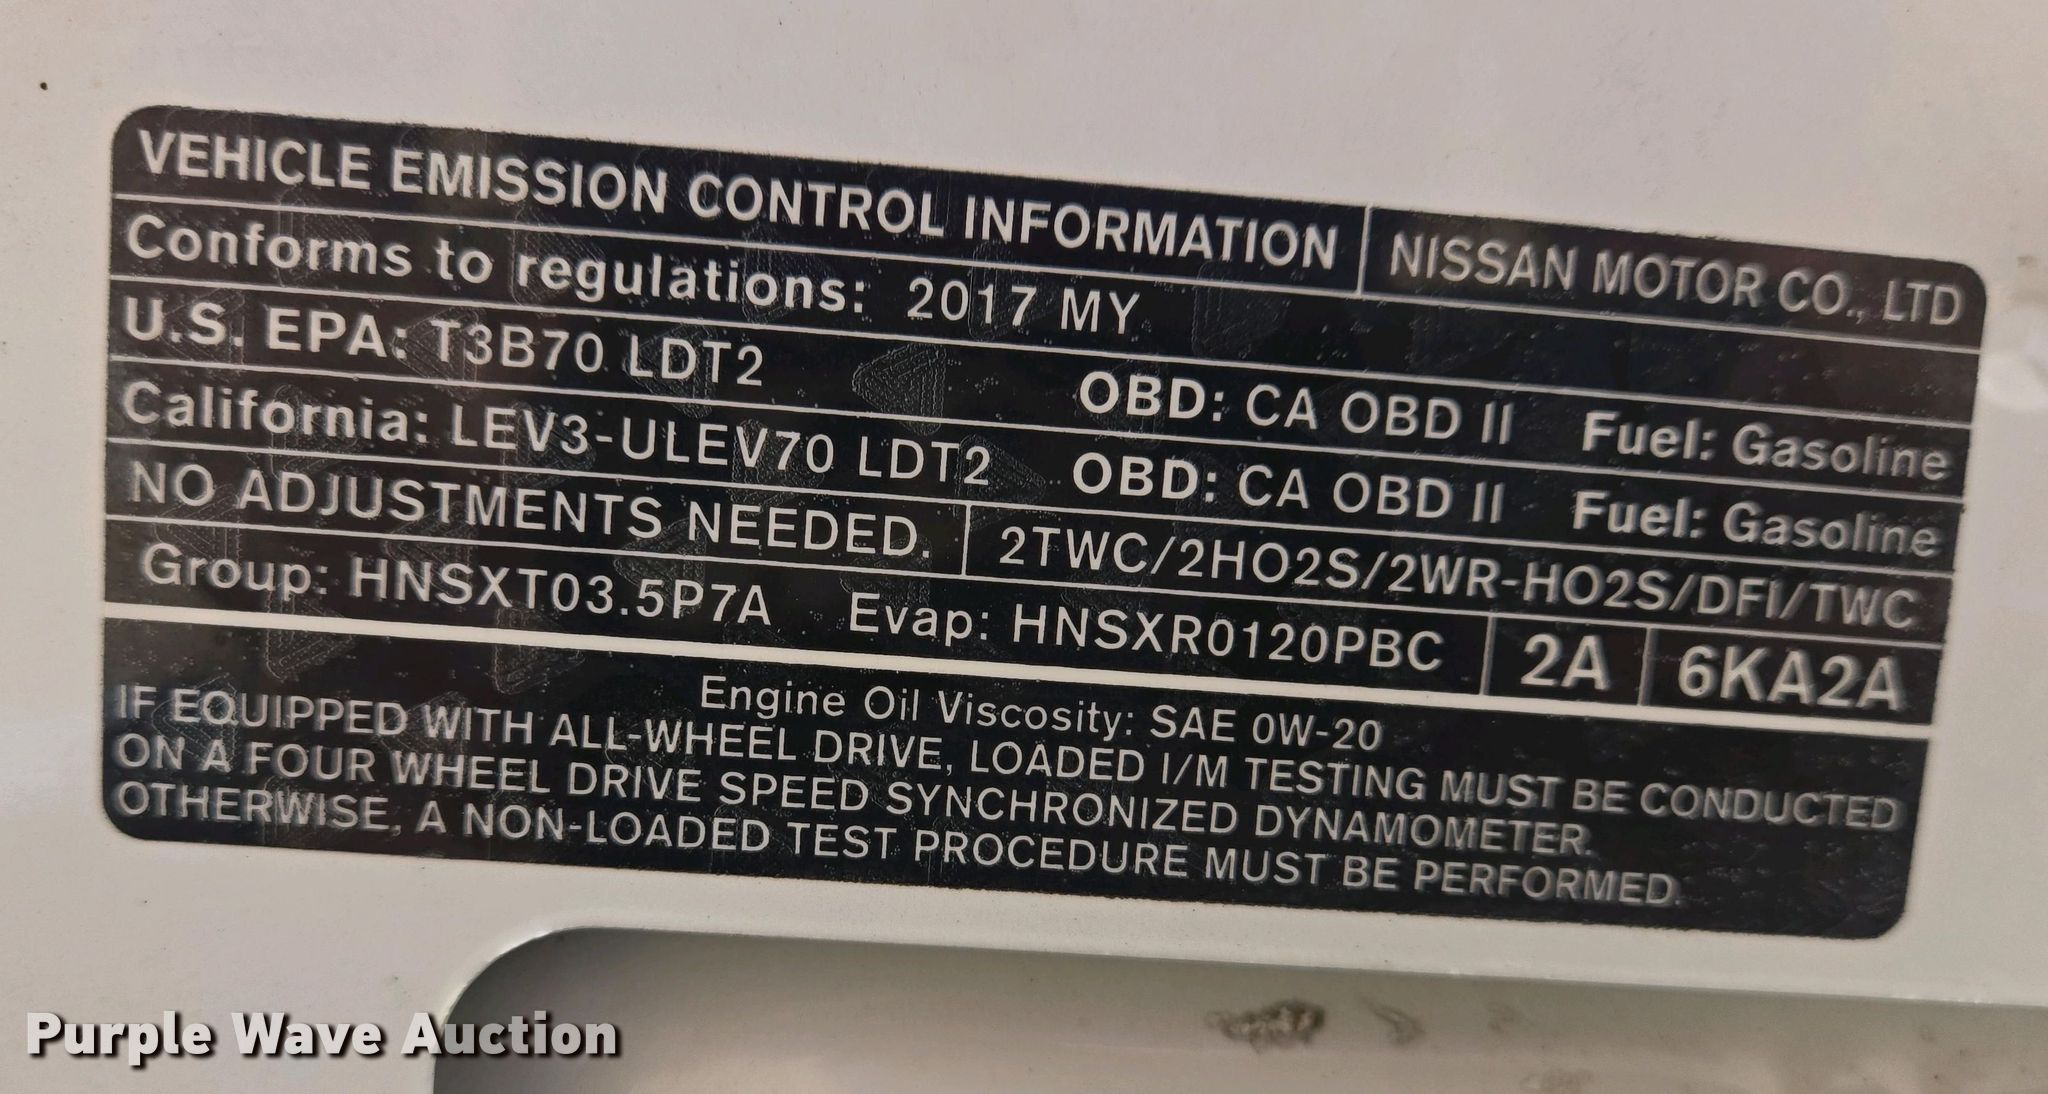 VEHICLE EMISSION CONTROL INFORMATION NISSAN MOTOR CO., LTD
Conforms to regulations: 2017 MY
U.S. EPA: T3B70 LDT2 OBD: CA OBD II Fuel: Gasoline
California: LEV3-ULEV70 LDT2 OBD: CA OBD II Fuel: Gasoline
NO ADJUSTMENTS NEEDED. 2TWC/2HO2S/2WR-HO2S/DFI/TWC
Group: HNSXT03.5P7A Evap: HNSXR0120PBC 2A 6KA2A
Engine Oil Viscosity: SAE 0W-20
IF EQUIPPED WITH ALL-WHEEL DRIVE, LOADED I/M TESTING MUST BE CONDUCTED
ON A FOUR WHEEL DRIVE SPEED SYNCHRONIZED DYNAMOMETER.
OTHERWISE, A NON-LOADED TEST PROCEDURE MUST BE PERFORMED.
Purple Wave Auction